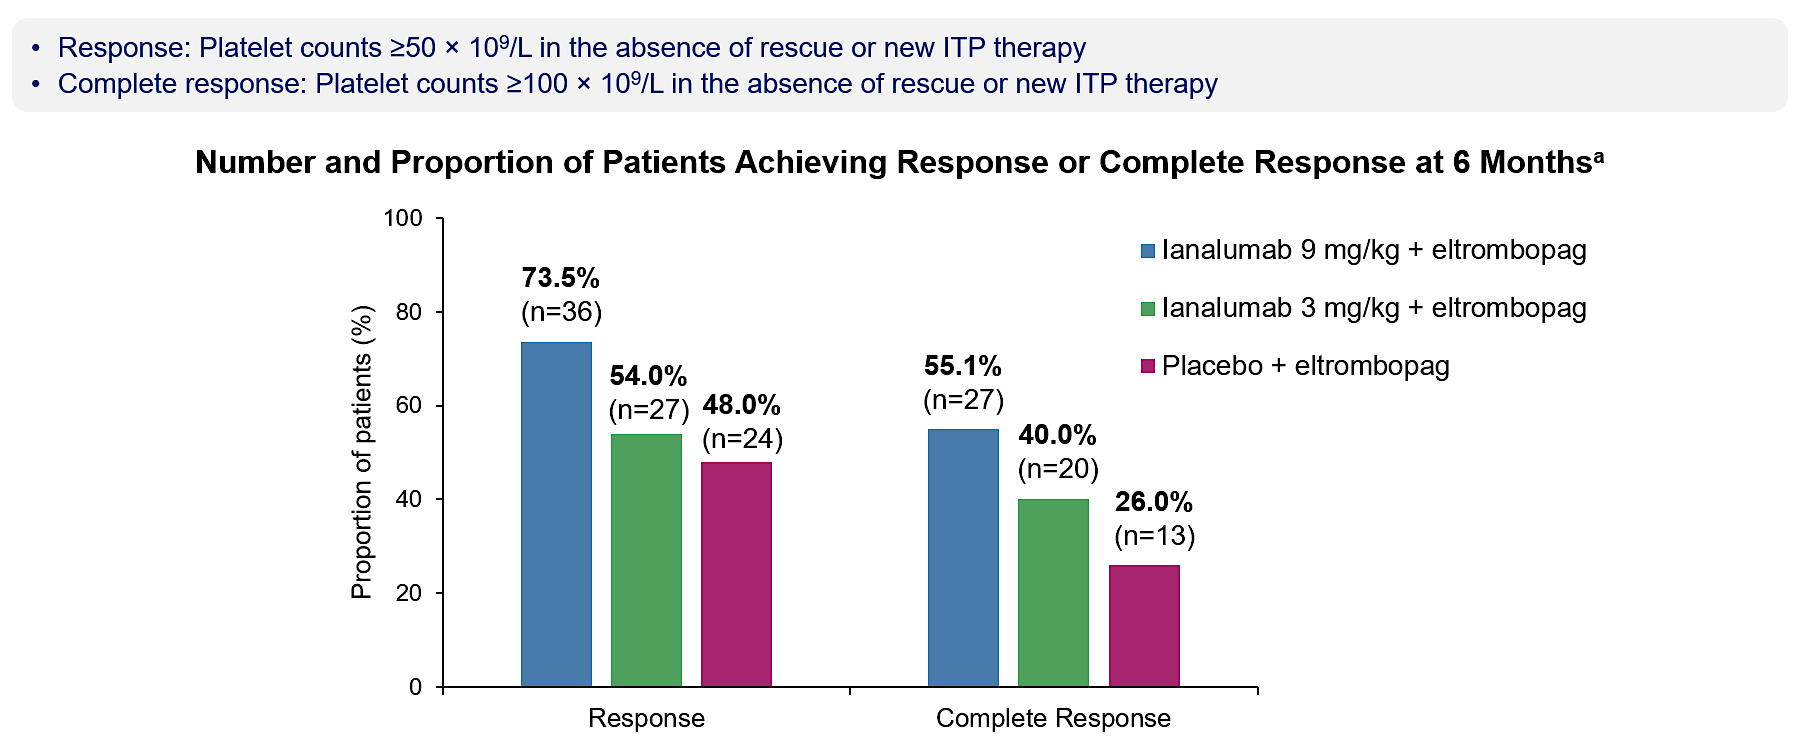 • Response: Platelet counts ≥50 × 10⁹/L in the absence of rescue or new ITP therapy
• Complete response: Platelet counts ≥100 × 10⁹/L in the absence of rescue or new ITP therapy
Number and Proportion of Patients Achieving Response or Complete Response at 6 Monthsᵃ
Proportion of patients (%)
100
80
60
40
20
0
73.5%
(n=36)
54.0%
(n=27)
48.0%
(n=24)
55.1%
(n=27)
40.0%
(n=20)
26.0%
(n=13)
Response
Complete Response
Ianalumab 9 mg/kg + eltrombopag
Ianalumab 3 mg/kg + eltrombopag
Placebo + eltrombopag